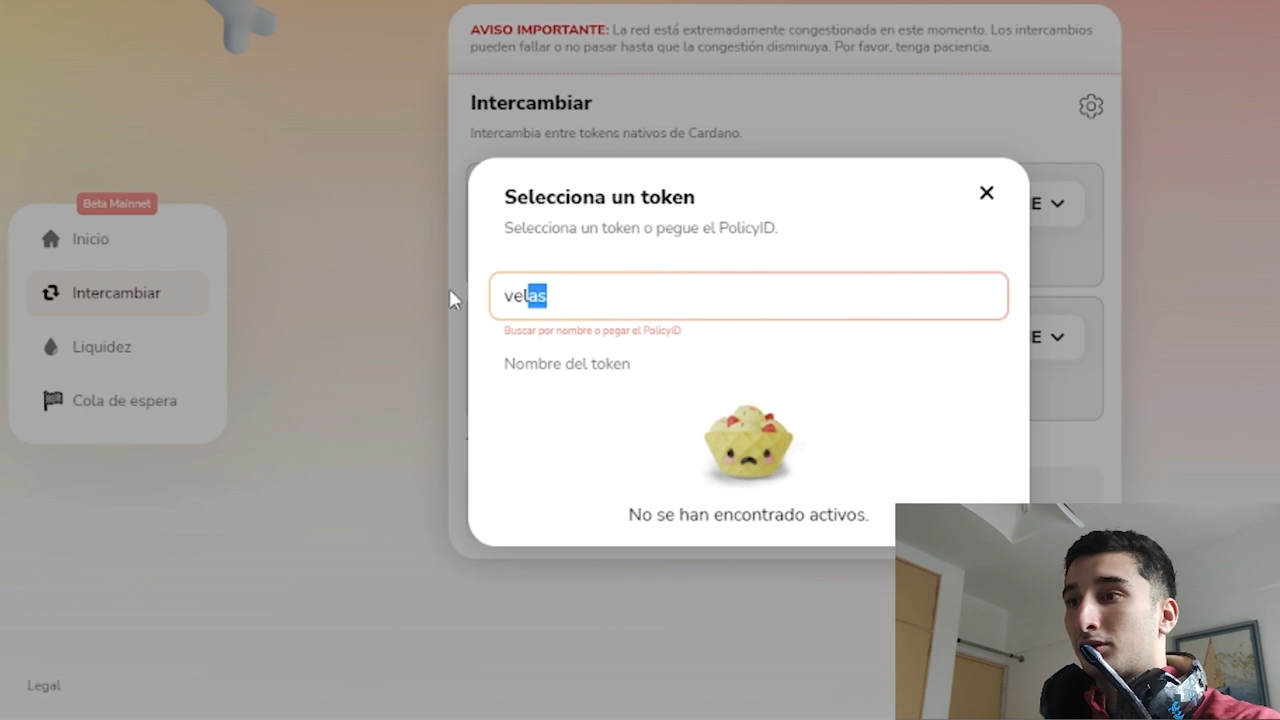 AVISO IMPORTANTE: La red está extremadamente congestionada en este momento. Los intercambios
pueden fallar o no pasar hasta que la congestión disminuya. Por favor, tenga paciencia.
Intercambiar
Intercambia entre tokens nativos de Cardano.
Beta Mainnet
Inicio
Intercambiar
Liquidez
Cola de espera
Selecciona un token
Selecciona un token o pegue el PolicyID.
velas
Buscar por nombre o pegar el PolicyID
Nombre del token
No se han encontrado activos.
E
E
Legal